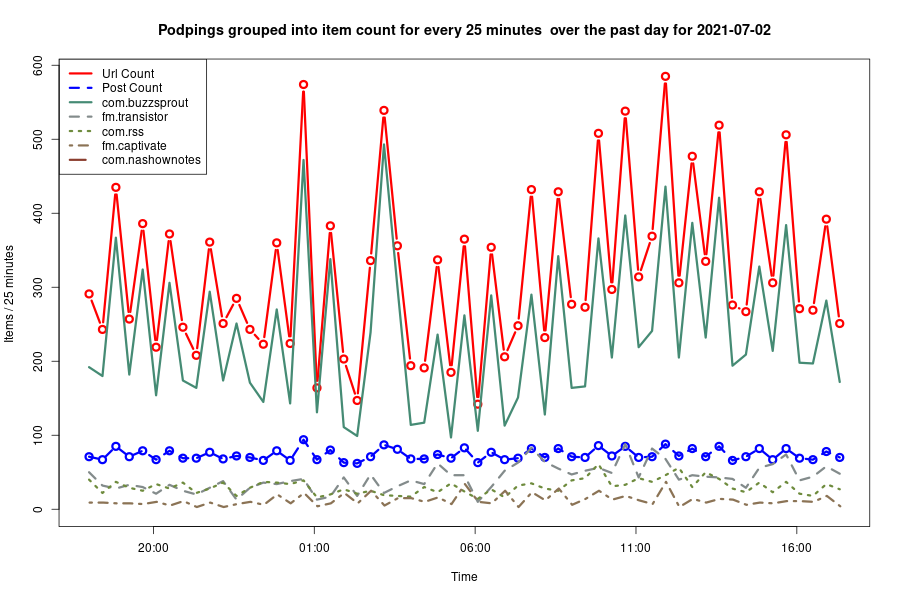 Podpings grouped into item count for every 25 minutes  over the past day for 2021-07-02
Items / 25 minutes
600
500
400
300
200
100
0
Url Count
Post Count
com.buzzsprout
fm.transistor
com.rss
fm.captivate
com.nashownotes
20:00
01:00
06:00
11:00
16:00
Time